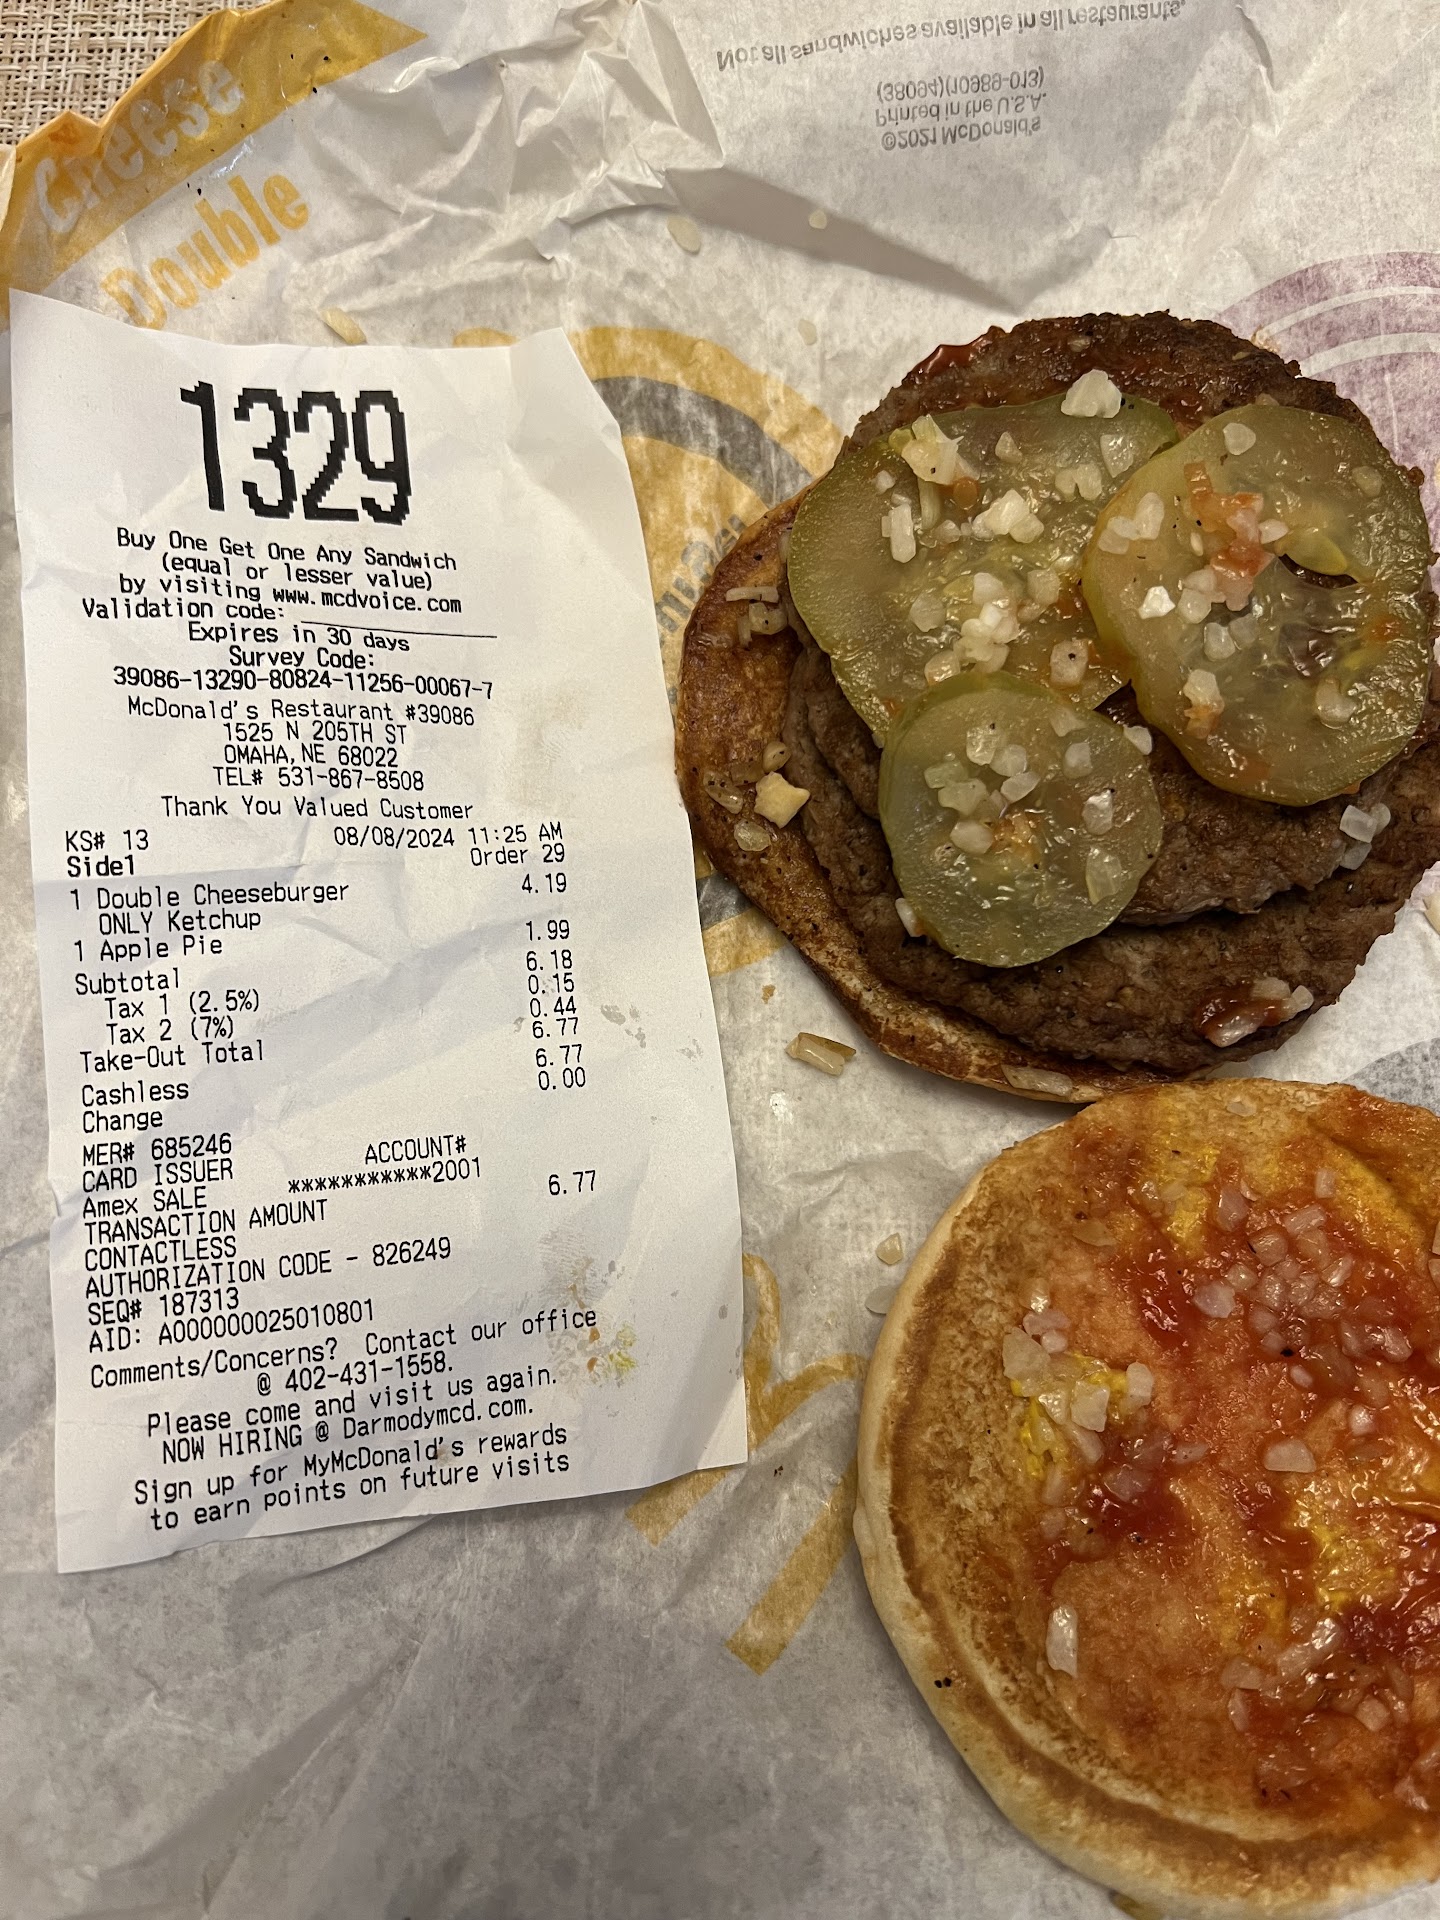 Cheese
Double
Not all sandwiches available in all restaurants.
(38094)(10989-013)
Printed in the U.S.A.
©2021 McDonald's
1329
Buy One Get One Any Sandwich
(equal or lesser value)
by visiting www.mcdvoice.com
Validation code:
Expires in 30 days
Survey Code:
39086-13290-80824-11256-00067-7
McDonald's Restaurant #39086
1525 N 205TH ST
OMAHA, NE 68022
TEL# 531-867-8508
Thank You Valued Customer
KS# 13 08/08/2024 11:25 AM
Side1 Order 29
1 Double Cheeseburger 4.19
ONLY Ketchup
1 Apple Pie 1.99
Subtotal 6.18
Tax 1 (2.5%) 0.15
Tax 2 (7%) 0.44
Take-Out Total 6.77
Cashless 6.77
Change 0.00
MER# 685246
CARD ISSUER ACCOUNT#
Amex SALE ***********2001
TRANSACTION AMOUNT 6.77
CONTACTLESS
AUTHORIZATION CODE - 826249
SEQ# 187313
AID: A000000025010801
Comments/Concerns? Contact our office
@ 402-431-1558.
Please come and visit us again.
NOW HIRING @ Darmodymcd.com.
Sign up for MyMcDonald's rewards
to earn points on future visits